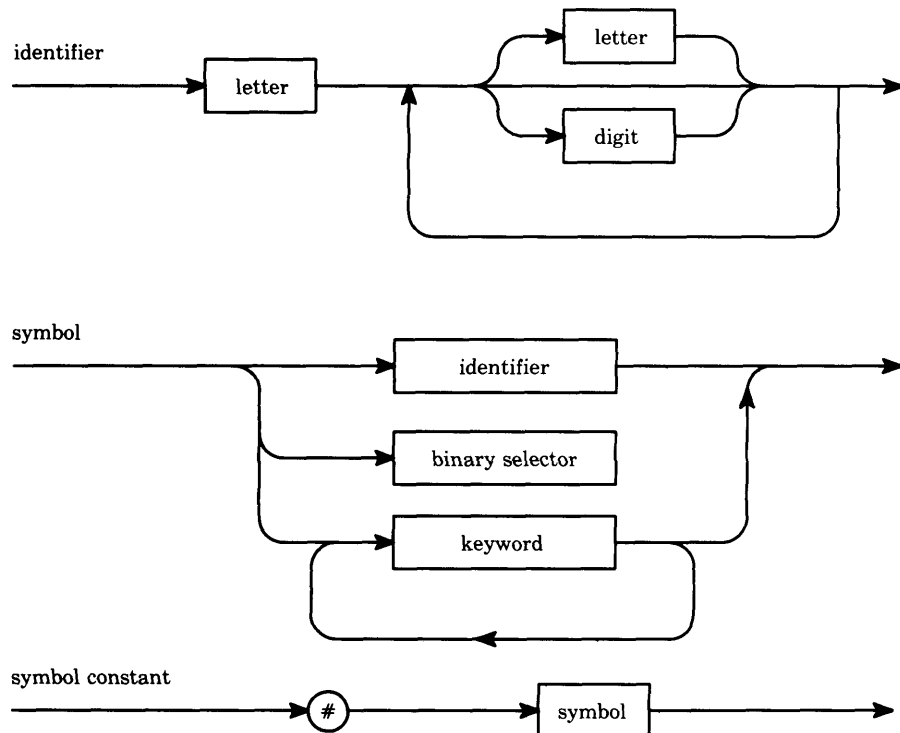 identifier
letter
letter
digit
symbol
identifier
binary selector
keyword
symbol constant
#
symbol